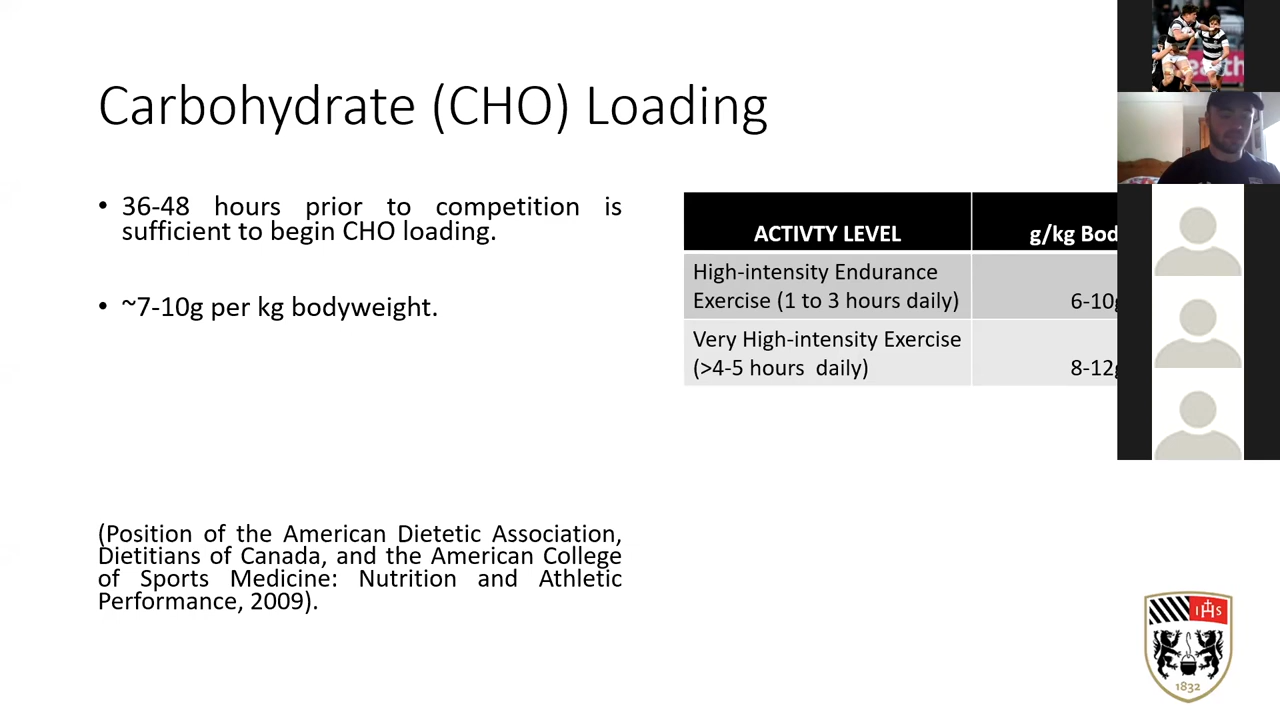 Carbohydrate (CHO) Loading
• 36-48 hours prior to competition is
sufficient to begin CHO loading.
• ~7-10g per kg bodyweight.
(Position of the American Dietetic Association,
Dietitians of Canada, and the American College
of Sports Medicine: Nutrition and Athletic
Performance, 2009).
ACTIVTY LEVEL
g/kg Bod
High-intensity Endurance
Exercise (1 to 3 hours daily)
6-10g
Very High-intensity Exercise
(>4-5 hours daily)
8-12g
ealth
IHS
1832